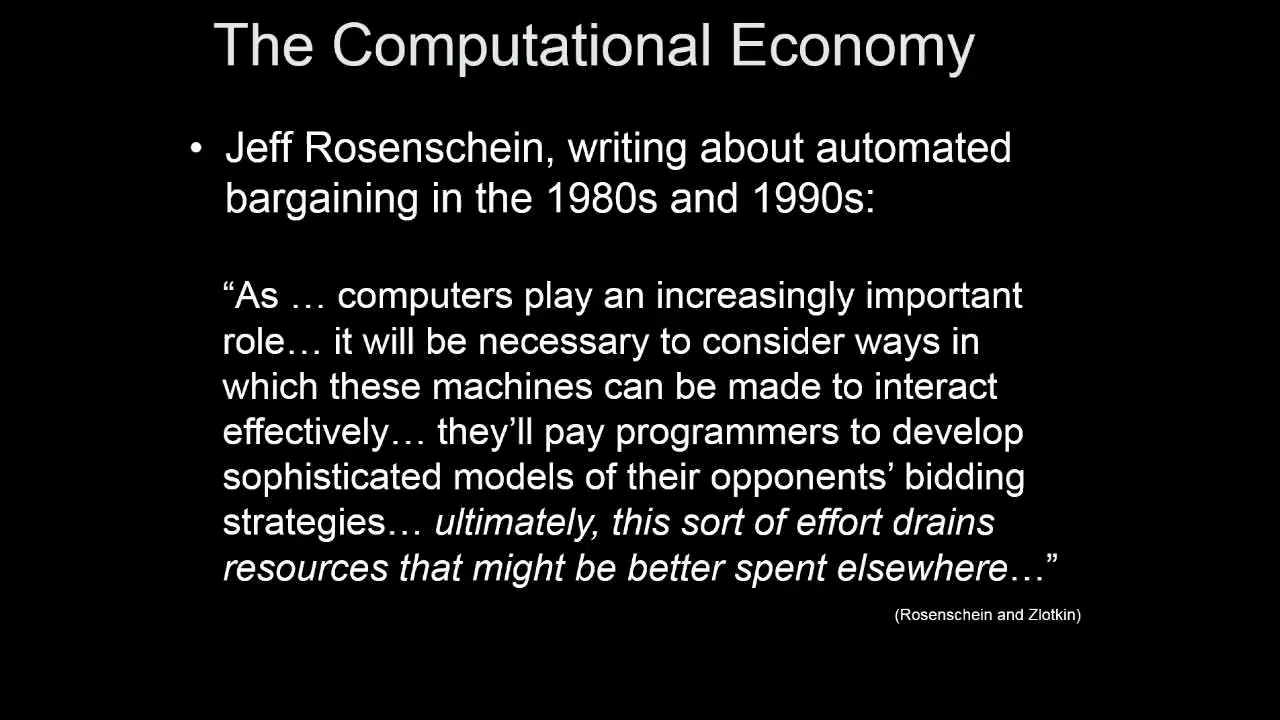 The Computational Economy
• Jeff Rosenschein, writing about automated
bargaining in the 1980s and 1990s:
“As … computers play an increasingly important
role… it will be necessary to consider ways in
which these machines can be made to interact
effectively… they’ll pay programmers to develop
sophisticated models of their opponents’ bidding
strategies… ultimately, this sort of effort drains
resources that might be better spent elsewhere…”
(Rosenschein and Zlotkin)